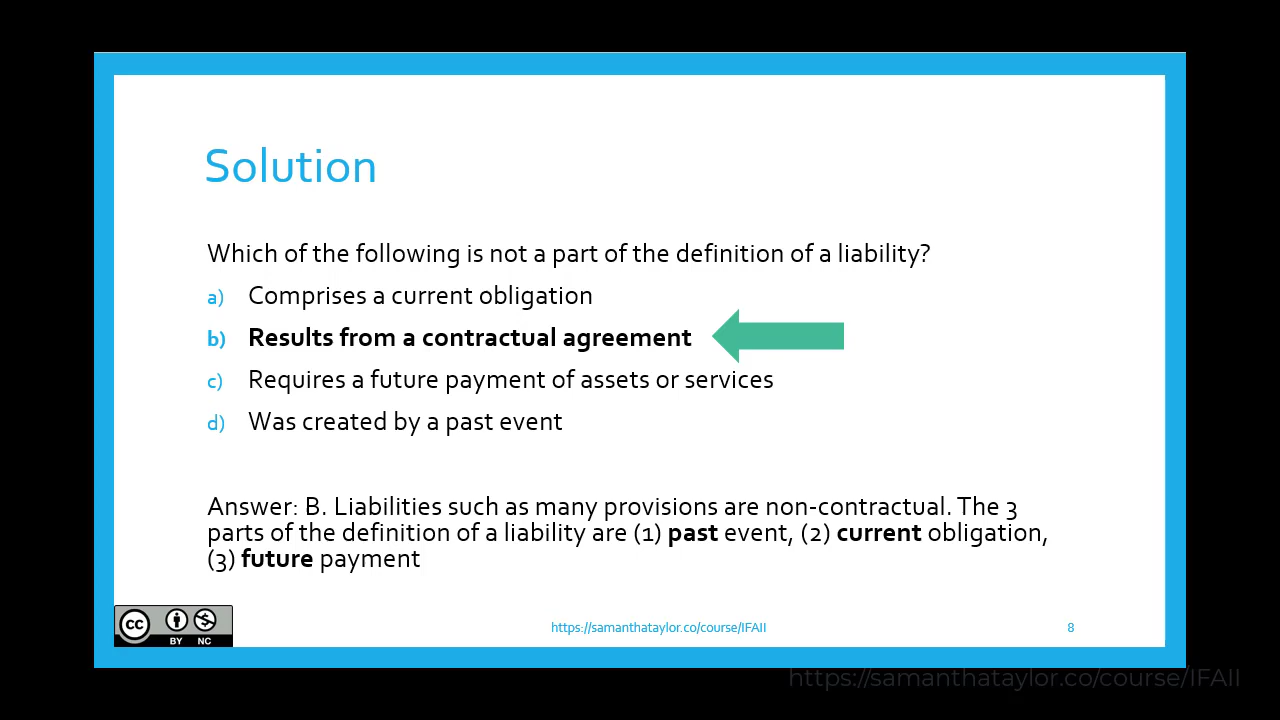 Solution
Which of the following is not a part of the definition of a liability?
a) Comprises a current obligation
b) Results from a contractual agreement
c) Requires a future payment of assets or services
d) Was created by a past event
Answer: B. Liabilities such as many provisions are non-contractual. The 3
parts of the definition of a liability are (1) past event, (2) current obligation,
(3) future payment
cc
BY NC
https://samanthataylor.co/course/IFAII
8
https://samanthataylor.co/course/IFAII